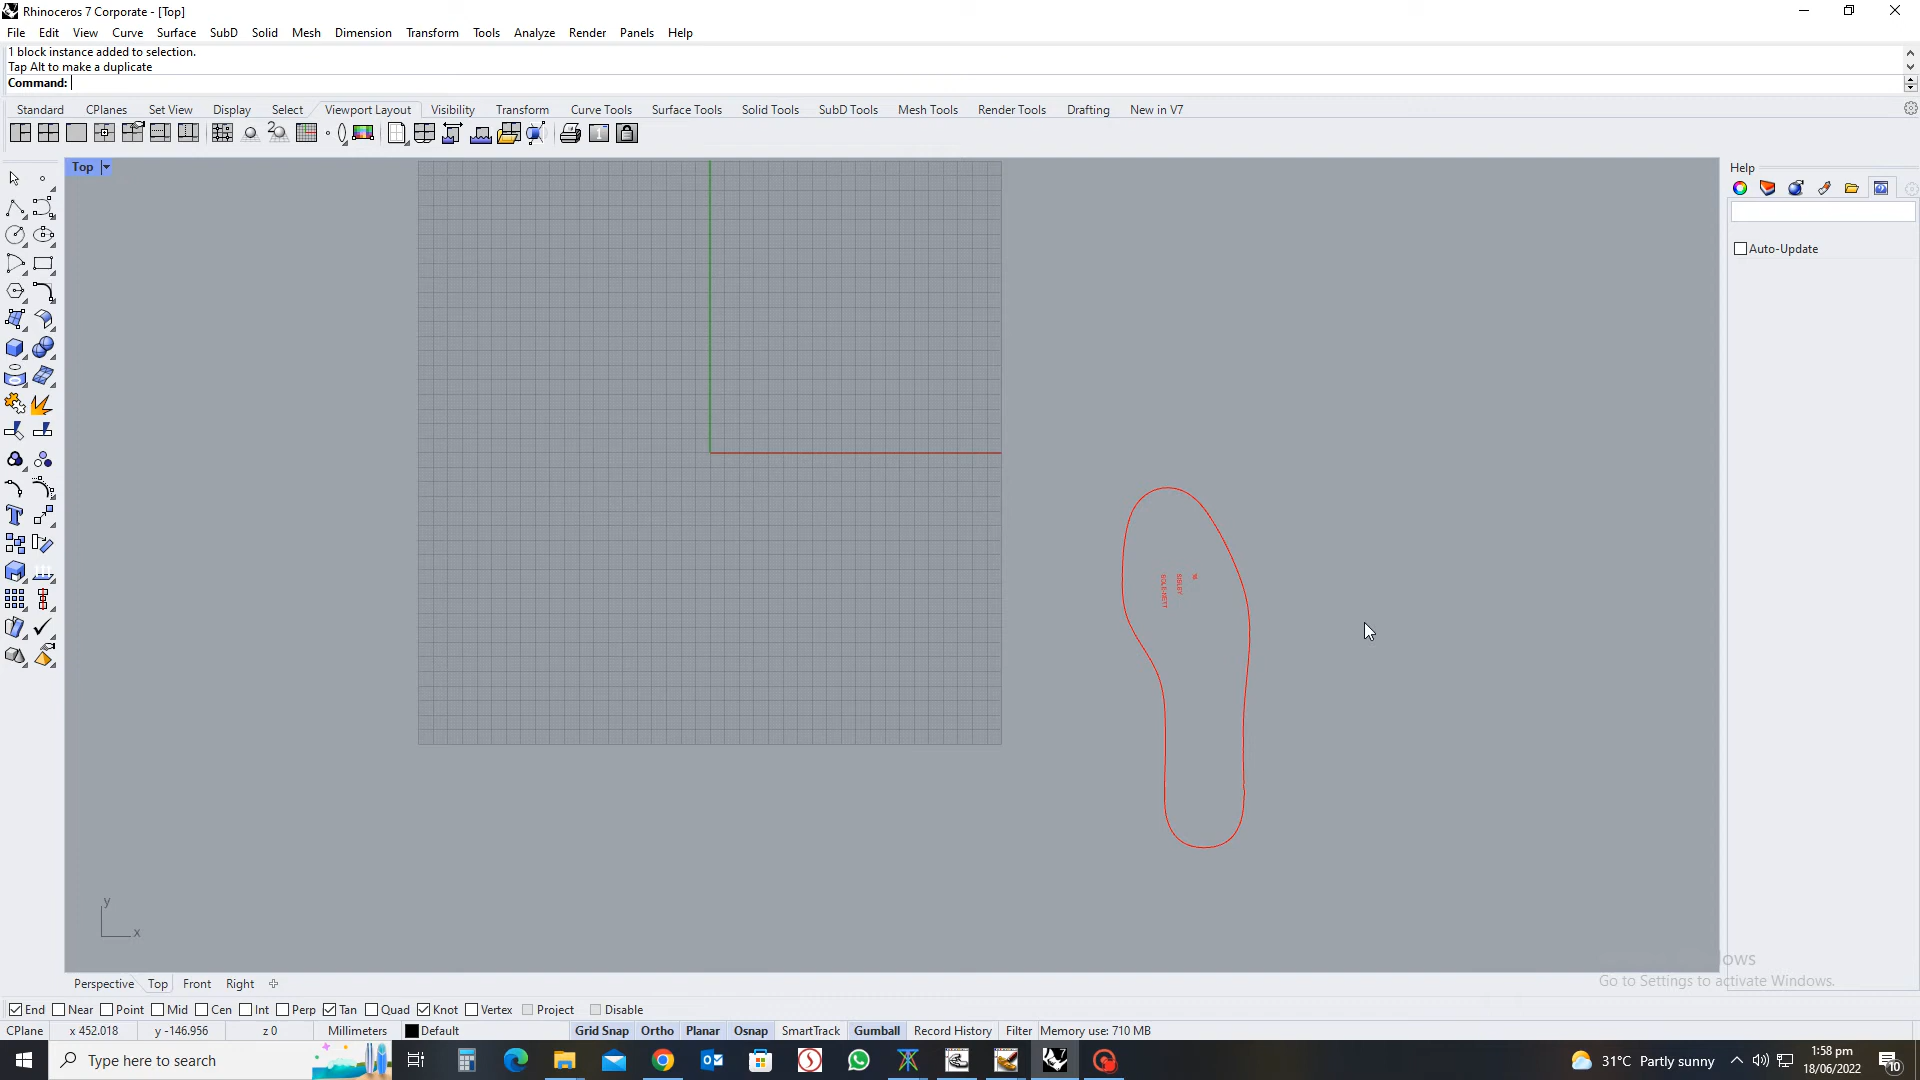 Rhinoceros 7 Corporate - [Top]
File Edit View Curve Surface SubD Solid Mesh Dimension Transform Tools Analyze Render Panels Help
1 block instance added to selection.
Tap Alt to make a duplicate
Command:
Standard CPlanes Set View Display Select Viewport Layout Visibility Transform Curve Tools Surface Tools Solid Tools SubD Tools Mesh Tools Render Tools Drafting New in V7
Top
Help
Auto-Update
SISLEY
y
x
Go to Settings to activate Windows.
Perspective Top Front Right
End Near Point Mid Cen Int Perp Tan Quad Knot Vertex Project Disable
CPlane x 452.018 y -146.956 z 0 Millimeters Default Grid Snap Ortho Planar Osnap SmartTrack Gumball Record History Filter Memory use: 710 MB
Type here to search
31°C Partly sunny
1:58 pm
18/06/2022
10